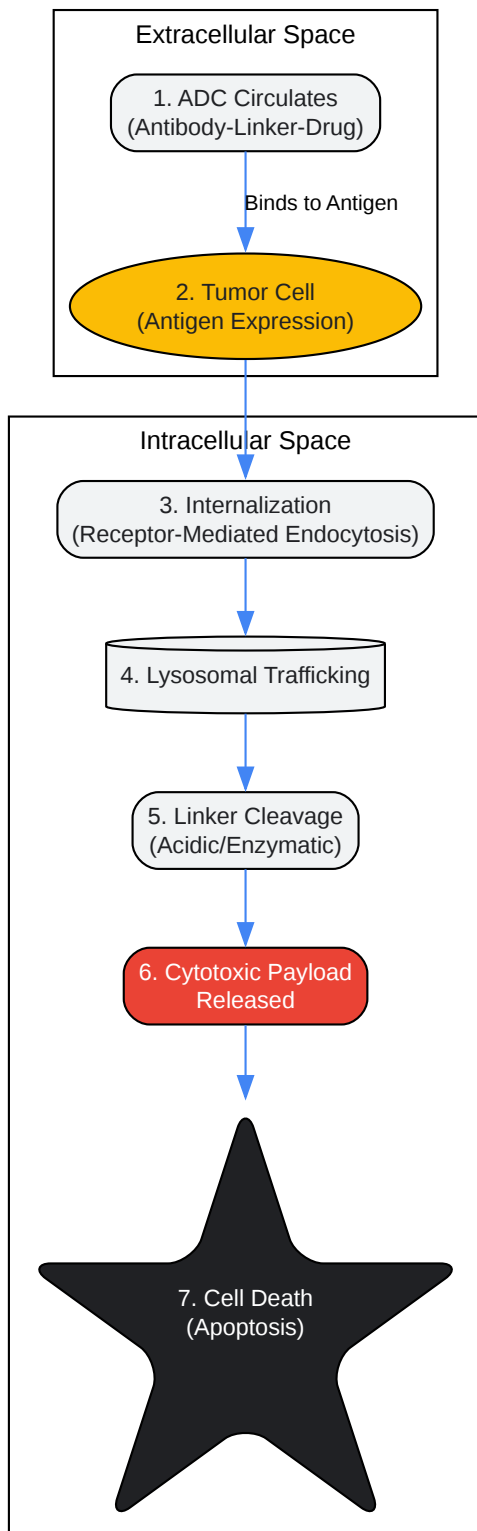 Extracellular Space
1. ADC Circulates
(Antibody-Linker-Drug)
Binds to Antigen
2. Tumor Cell
(Antigen Expression)
Intracellular Space
3. Internalization
(Receptor-Mediated Endocytosis)
4. Lysosomal Trafficking
5. Linker Cleavage
(Acidic/Enzymatic)
6. Cytotoxic Payload
Released
7. Cell Death
(Apoptosis)